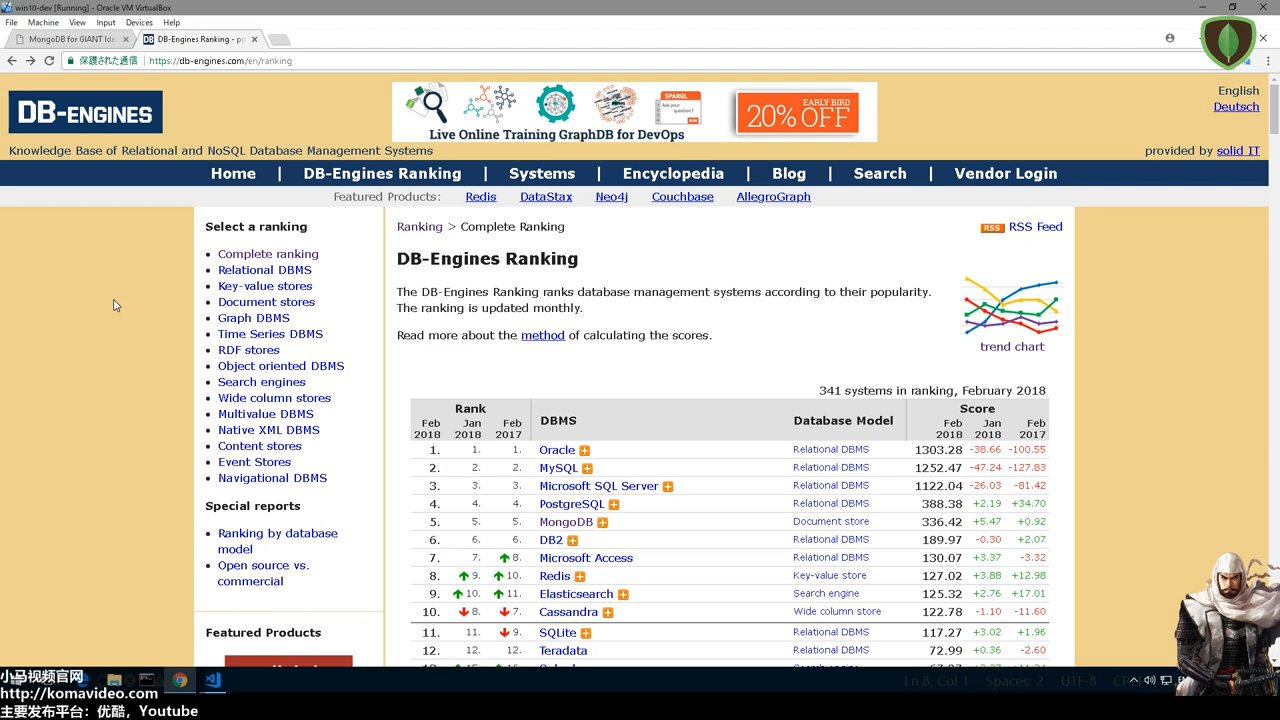 win10-dev [Running] - Oracle VM VirtualBox
File Machine View Input Devices Help
MongoDB for GIANT Ide
DB-Engines Ranking - po
保護された通信 https://db-engines.com/en/ranking
English
Deutsch
DB-ENGINES
SPARQL
Ask your question?
Live Online Training GraphDB for DevOps
EARLY BIRD
20% OFF
Knowledge Base of Relational and NoSQL Database Management Systems
provided by solid IT
Home | DB-Engines Ranking | Systems | Encyclopedia | Blog | Search | Vendor Login
Featured Products: Redis DataStax Neo4j Couchbase AllegroGraph
Select a ranking
Complete ranking
Relational DBMS
Key-value stores
Document stores
Graph DBMS
Time Series DBMS
RDF stores
Object oriented DBMS
Search engines
Wide column stores
Multivalue DBMS
Native XML DBMS
Content stores
Event Stores
Navigational DBMS
Special reports
Ranking by database
model
Open source vs.
commercial
Featured Products
Ranking > Complete Ranking
RSS RSS Feed
DB-Engines Ranking
The DB-Engines Ranking ranks database management systems according to their popularity.
The ranking is updated monthly.
Read more about the method of calculating the scores.
trend chart
341 systems in ranking, February 2018
Rank DBMS Database Model Score
Feb 2018 Jan 2018 Feb 2017 Feb 2018 Jan 2018 Feb 2017
1. 1. 1. Oracle Relational DBMS 1303.28 -38.66 -100.55
2. 2. 2. MySQL Relational DBMS 1252.47 -47.24 -127.83
3. 3. 3. Microsoft SQL Server Relational DBMS 1122.04 -26.03 -81.42
4. 4. 4. PostgreSQL Relational DBMS 388.38 +2.19 +34.70
5. 5. 5. MongoDB Document store 336.42 +5.47 +0.92
6. 6. 6. DB2 Relational DBMS 189.97 -0.30 +2.07
7. 7. 8. Microsoft Access Relational DBMS 130.07 +3.37 -3.32
8. 9. 10. Redis Key-value store 127.02 +3.88 +12.98
9. 10. 11. Elasticsearch Search engine 125.32 +2.76 +17.01
10. 8. 7. Cassandra Wide column store 122.78 -1.10 -11.60
11. 11. 9. SQLite Relational DBMS 117.27 +3.02 +1.96
12. 12. 12. Teradata Relational DBMS 72.99 +0.36 -2.60
Ln 8, Col 1 Spaces: 2 UTF-8
小马视频官网
http://komavideo.com
主要发布平台：优酷，Youtube